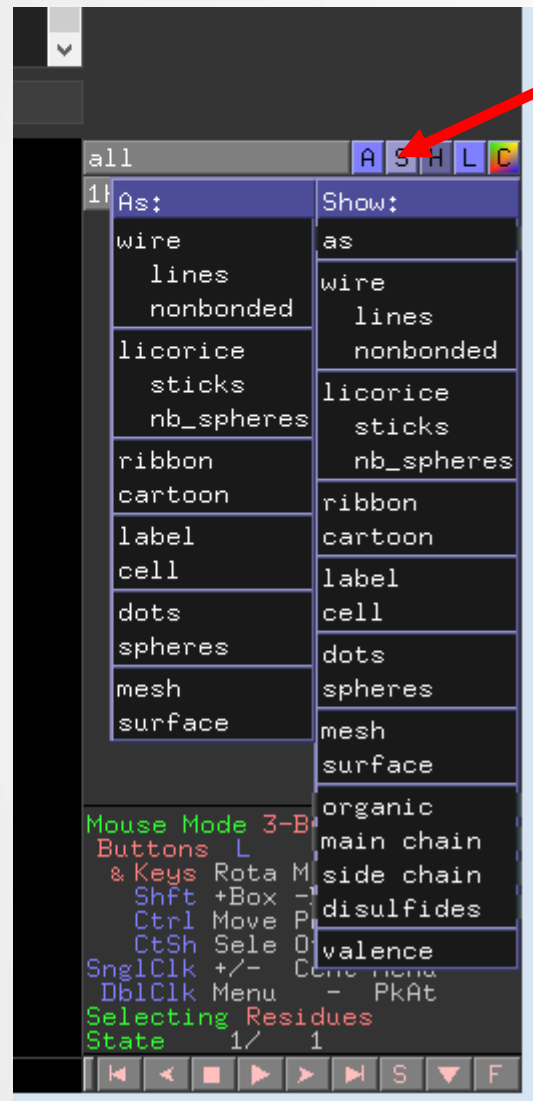 all A S H L C
1
As:
wire
lines
nonbonded
licorice
sticks
nb_spheres
ribbon
cartoon
label
cell
dots
spheres
mesh
surface
Show:
as
wire
lines
nonbonded
licorice
sticks
nb_spheres
ribbon
cartoon
label
cell
dots
spheres
mesh
surface
organic
main chain
side chain
disulfides
valence
Mouse Mode 3-B
Buttons L
& Keys Rota M
Shft +Box
Ctrl Move
CtSh Sele
SnglClk +/- Cent Menu
DblClk Menu - PkAt
Selecting Residues
State 1/ 1
S F